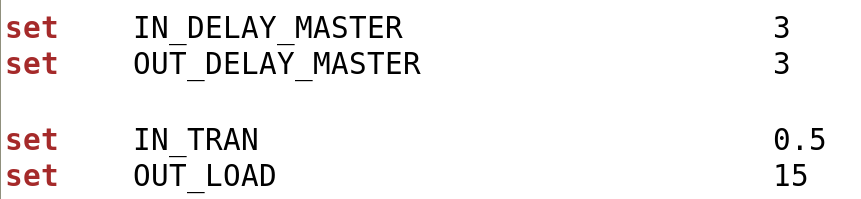 set IN_DELAY_MASTER 3
set OUT_DELAY_MASTER 3
set IN_TRAN 0.5
set OUT_LOAD 15